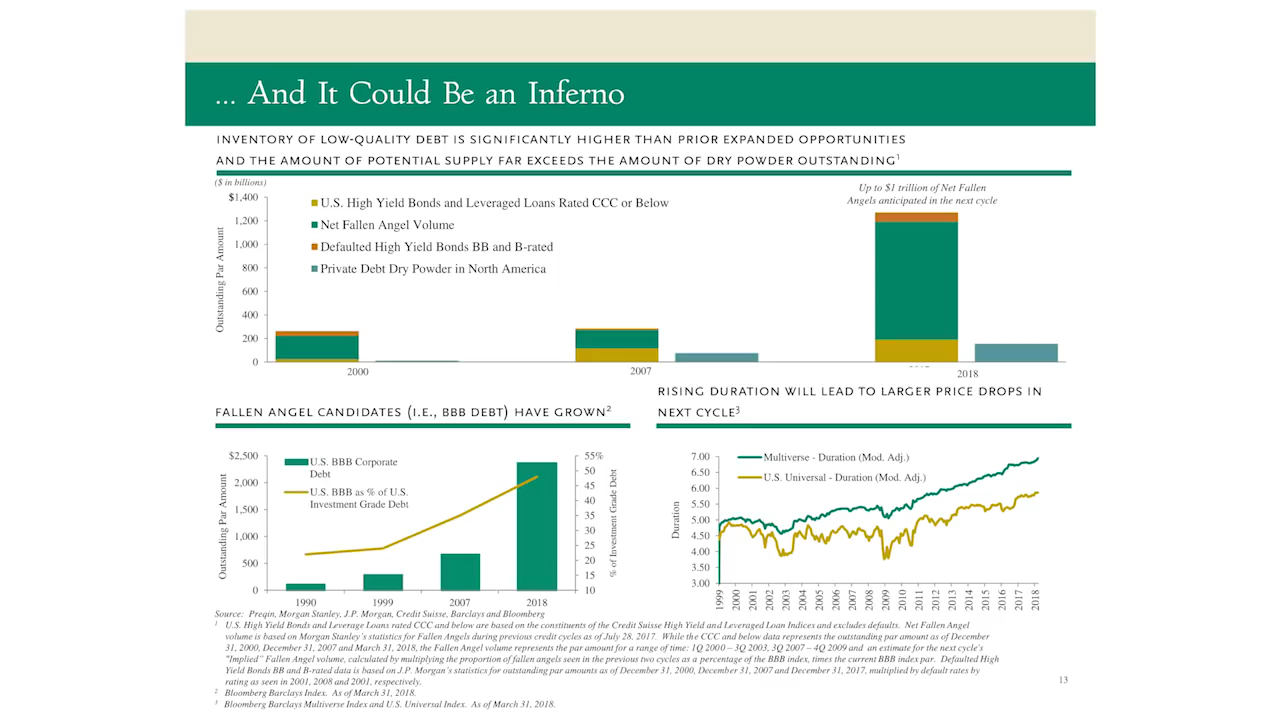 ... And It Could Be an Inferno
INVENTORY OF LOW-QUALITY DEBT IS SIGNIFICANTLY HIGHER THAN PRIOR EXPANDED OPPORTUNITIES
AND THE AMOUNT OF POTENTIAL SUPPLY FAR EXCEEDS THE AMOUNT OF DRY POWDER OUTSTANDING1
($ in billions)
Up to $1 trillion of Net Fallen
Angels anticipated in the next cycle
Outstanding Par Amount
$1,400
1,200
1,000
800
600
400
200
0
U.S. High Yield Bonds and Leveraged Loans Rated CCC or Below
Net Fallen Angel Volume
Defaulted High Yield Bonds BB and B-rated
Private Debt Dry Powder in North America
2000
2007
2018
FALLEN ANGEL CANDIDATES (I.E., BBB DEBT) HAVE GROWN2
Outstanding Par Amount
$2,500
2,000
1,500
1,000
500
0
U.S. BBB Corporate
Debt
U.S. BBB as % of U.S.
Investment Grade Debt
55%
50
45
40
35
30
25
20
15
10
% of Investment Grade Debt
1990
1999
2007
2018
RISING DURATION WILL LEAD TO LARGER PRICE DROPS IN
NEXT CYCLE3
Duration
7.00
6.50
6.00
5.50
5.00
4.50
4.00
3.50
3.00
Multiverse - Duration (Mod. Adj.)
U.S. Universal - Duration (Mod. Adj.)
1999
2000
2001
2002
2003
2004
2005
2006
2007
2008
2009
2010
2011
2012
2013
2014
2015
2016
2017
2018
Source: Preqin, Morgan Stanley, J.P. Morgan, Credit Suisse, Barclays and Bloomberg
1 U.S. High Yield Bonds and Leverage Loans rated CCC and below are based on the constituents of the Credit Suisse High Yield and Leveraged Loan Indices and excludes defaults. Net Fallen Angel
volume is based on Morgan Stanley's statistics for Fallen Angels during previous credit cycles as of July 28, 2017. While the CCC and below data represents the outstanding par amount as of December
31, 2000, December 31, 2007 and March 31, 2018, the Fallen Angel volume represents the par amount for a range of time: 1Q 2000 – 3Q 2003, 3Q 2007 – 4Q 2009 and an estimate for the next cycle's
"Implied" Fallen Angel volume, calculated by multiplying the proportion of fallen angels seen in the previous two cycles as a percentage of the BBB index, times the current BBB index par. Defaulted High
Yield Bonds BB and B-rated data is based on J.P. Morgan's statistics for outstanding par amounts as of December 31, 2000, December 31, 2007 and December 31, 2017, multiplied by default rates by
rating as seen in 2001, 2008 and 2001, respectively.
2 Bloomberg Barclays Index. As of March 31, 2018.
3 Bloomberg Barclays Multiverse Index and U.S. Universal Index. As of March 31, 2018.
13